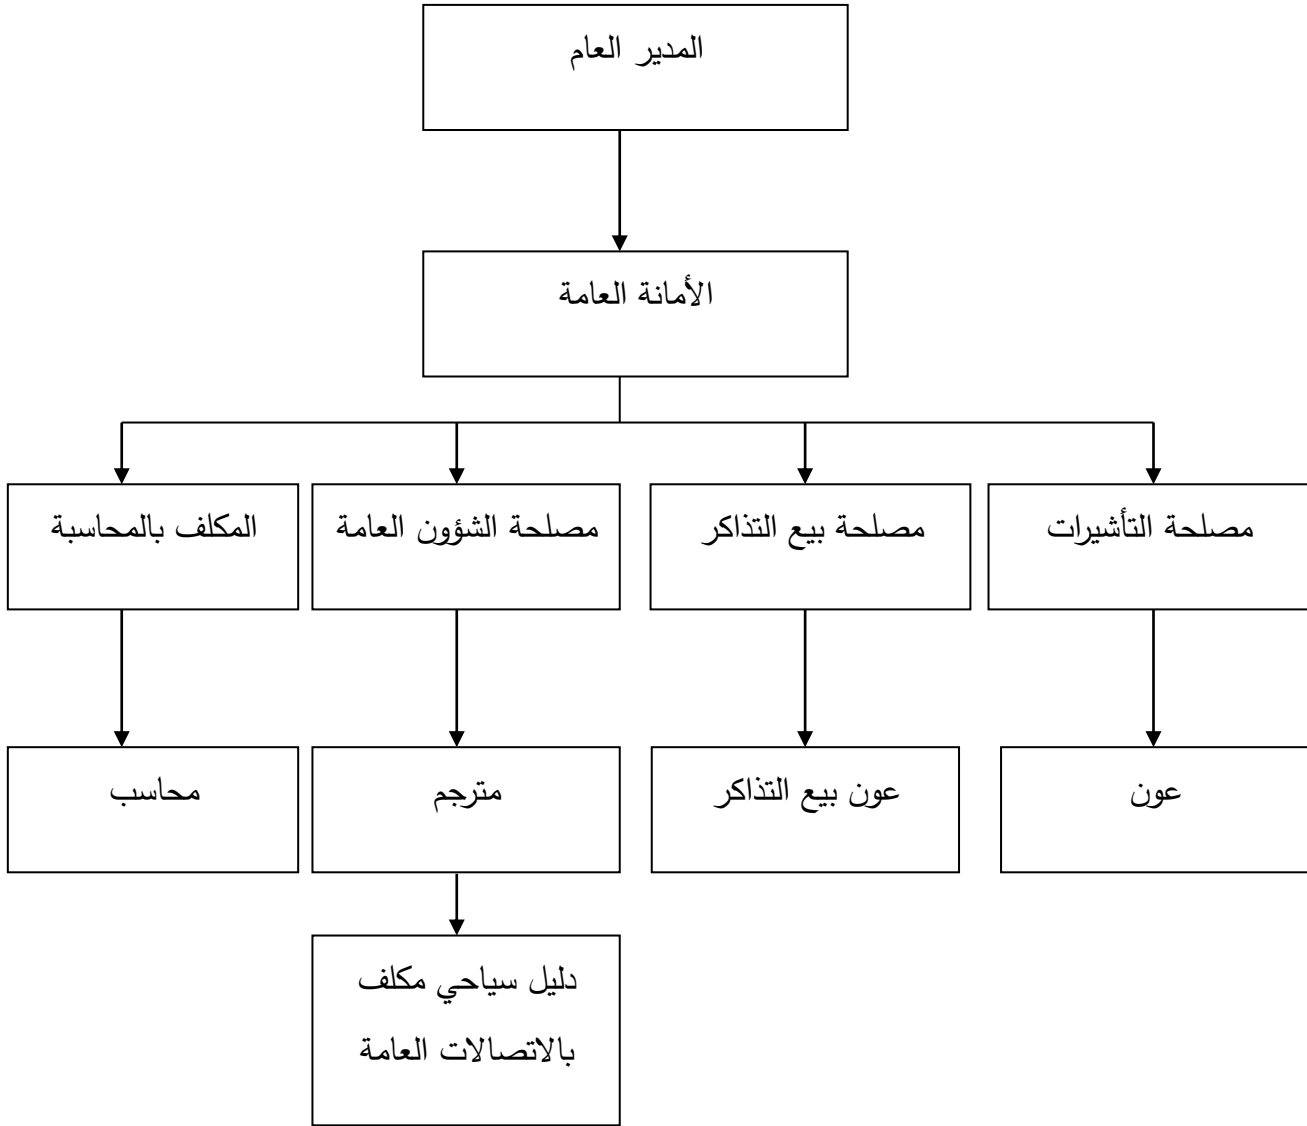 المدير العام
الأمانة العامة
مصلحة التأشيرات
مصلحة بيع التذاكر
مصلحة الشؤون العامة
المكلف بالمحاسبة
عون
عون بيع التذاكر
مترجم
محاسب
دليل سياحي مكلف
بالاتصالات العامة